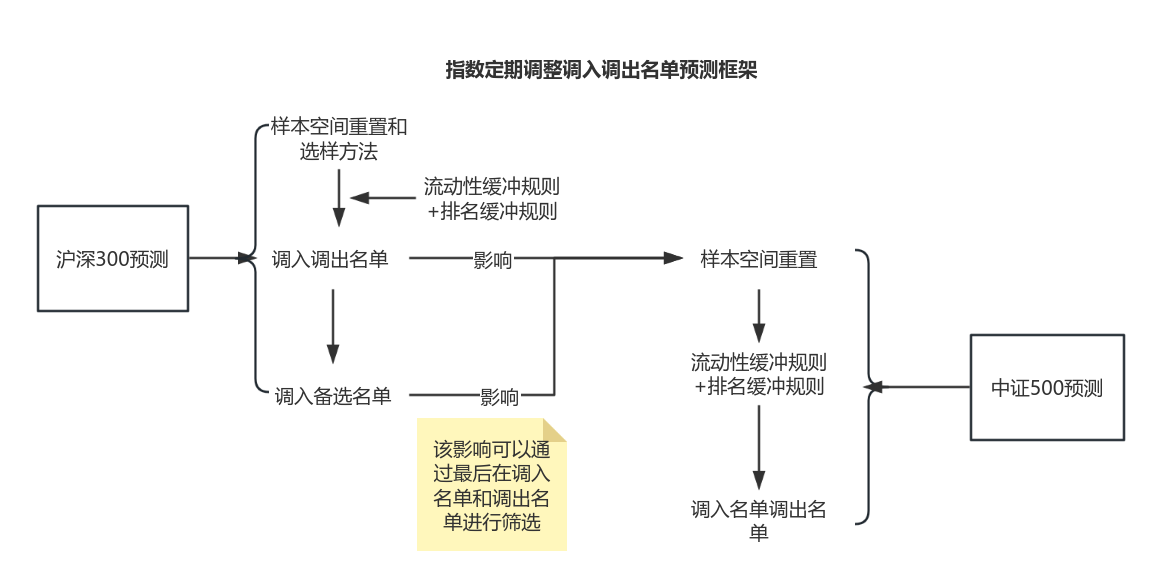 指数定期调整调入调出名单预测框架
样本空间重置和
选样方法
流动性缓冲规则
+排名缓冲规则
沪深300预测
调入调出名单
影响
样本空间重置
流动性缓冲规则
+排名缓冲规则
中证500预测
调入备选名单
影响
该影响可以通
过最后在调入
名单和调出名
单进行筛选
调入名单调出名
单